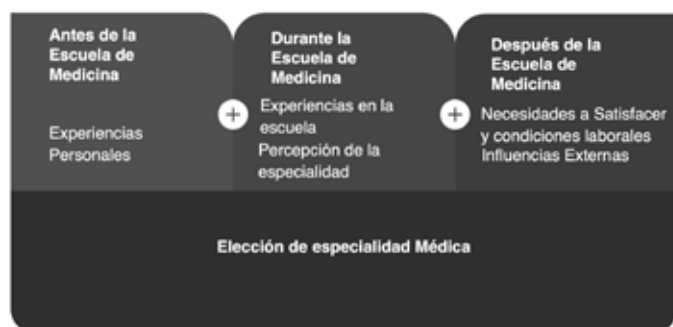 Antes de la
Escuela de
Medicina
Experiencias
Personales
+
Durante la
Escuela de
Medicina
Experiencias en la
escuela
Percepción de la
especialidad
+
Después de la
Escuela de
Medicina
Necesidades a Satisfacer
y condiciones laborales
Influencias Externas
Elección de especialidad Médica